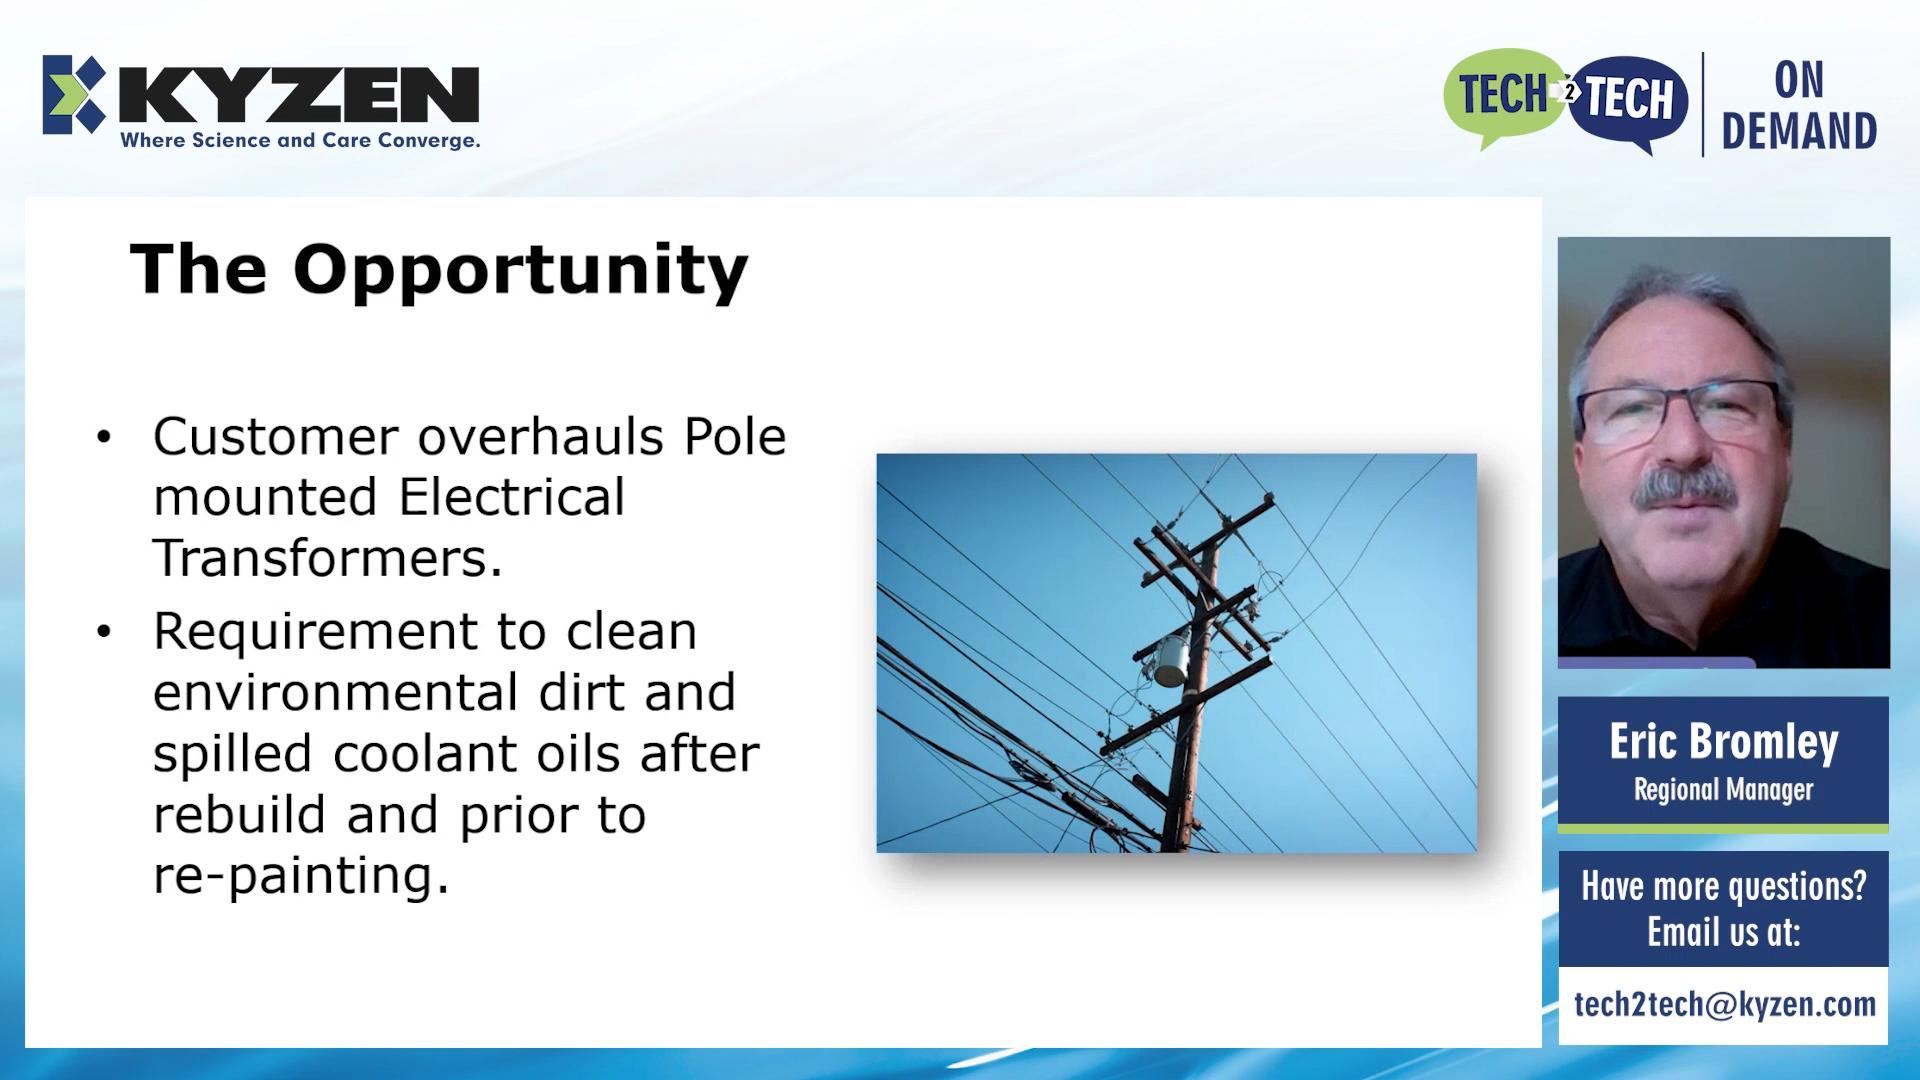 KYZEN
Where Science and Care Converge.
TECH 2 TECH
ON
DEMAND
The Opportunity
• Customer overhauls Pole
mounted Electrical
Transformers.
• Requirement to clean
environmental dirt and
spilled coolant oils after
rebuild and prior to
re-painting.
Eric Bromley
Regional Manager
Have more questions?
Email us at:
tech2tech@kyzen.com